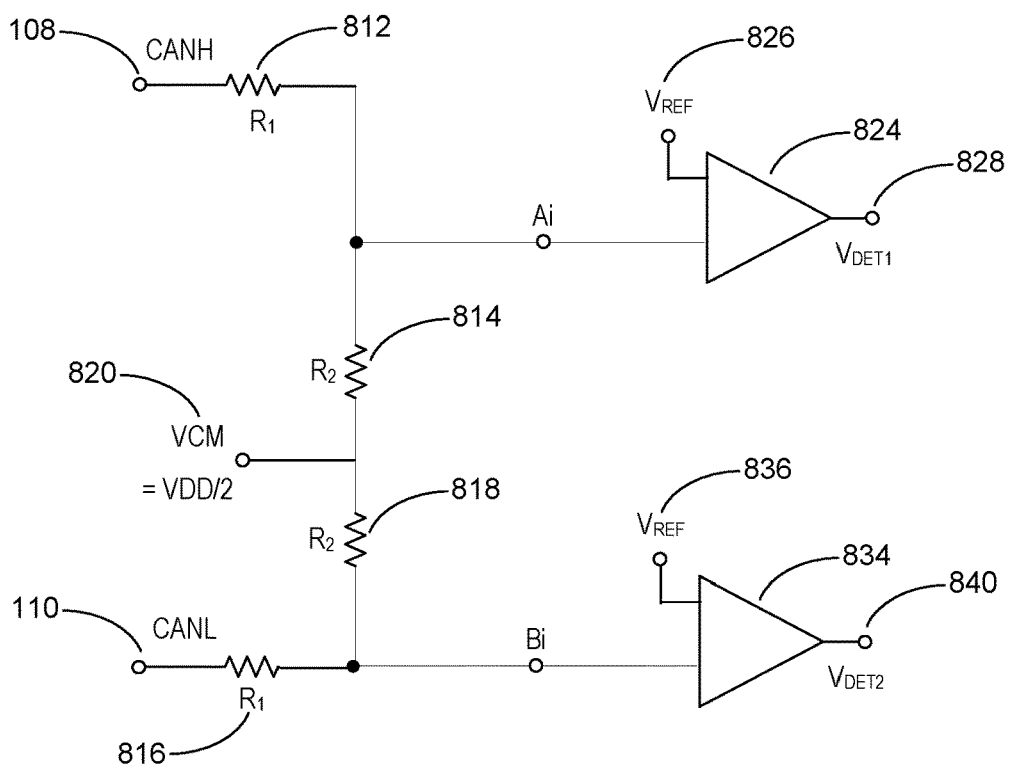 108
CANH
812
R1
826
VREF
824
828
Ai
VDET1
814
R2
820
VCM
= VDD/2
818
R2
836
VREF
834
840
110
CANL
Bi
R1
VDET2
816